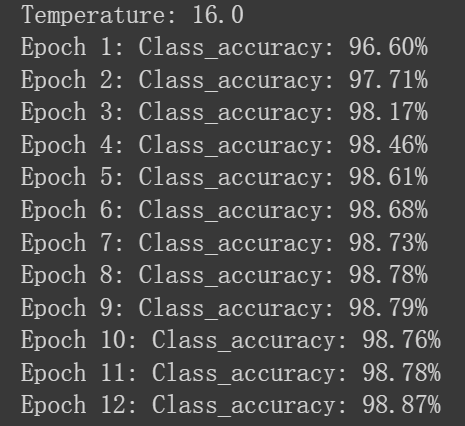 Temperature: 16.0
Epoch 1: Class_accuracy: 96.60%
Epoch 2: Class_accuracy: 97.71%
Epoch 3: Class_accuracy: 98.17%
Epoch 4: Class_accuracy: 98.46%
Epoch 5: Class_accuracy: 98.61%
Epoch 6: Class_accuracy: 98.68%
Epoch 7: Class_accuracy: 98.73%
Epoch 8: Class_accuracy: 98.78%
Epoch 9: Class_accuracy: 98.79%
Epoch 10: Class_accuracy: 98.76%
Epoch 11: Class_accuracy: 98.78%
Epoch 12: Class_accuracy: 98.87%